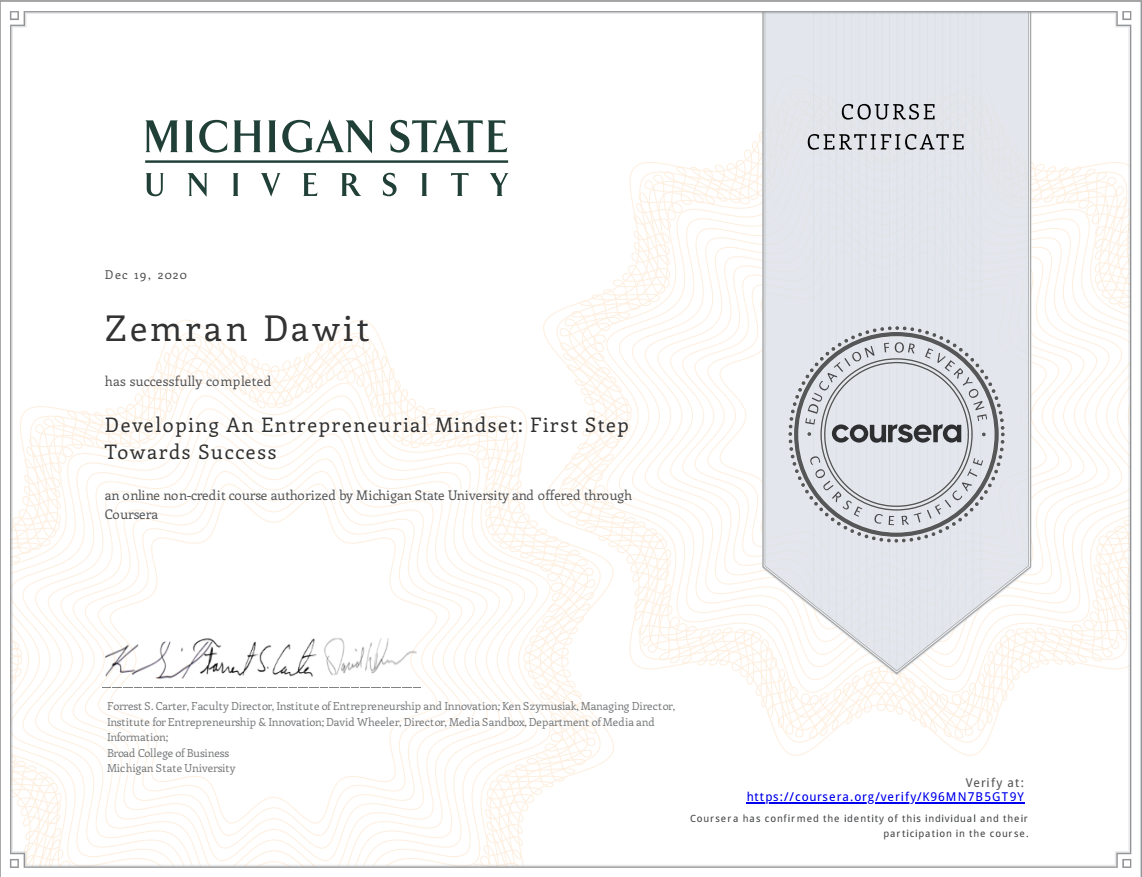 MICHIGAN STATE
UNIVERSITY
COURSE
CERTIFICATE
Dec 19, 2020
Zemran Dawit
has successfully completed
Developing An Entrepreneurial Mindset: First Step
Towards Success
an online non-credit course authorized by Michigan State University and offered through
Coursera
EDUCATION FOR EVERYONE
coursera
COURSE CERTIFICATE
Forrest S. Carter
Forrest S. Carter, Faculty Director, Institute of Entrepreneurship and Innovation; Ken Szymusiak, Managing Director,
Institute for Entrepreneurship & Innovation; David Wheeler, Director, Media Sandbox, Department of Media and
Information;
Broad College of Business
Michigan State University
Verify at:
https://coursera.org/verify/K96MN7B5GT9Y
Coursera has confirmed the identity of this individual and their
participation in the course.